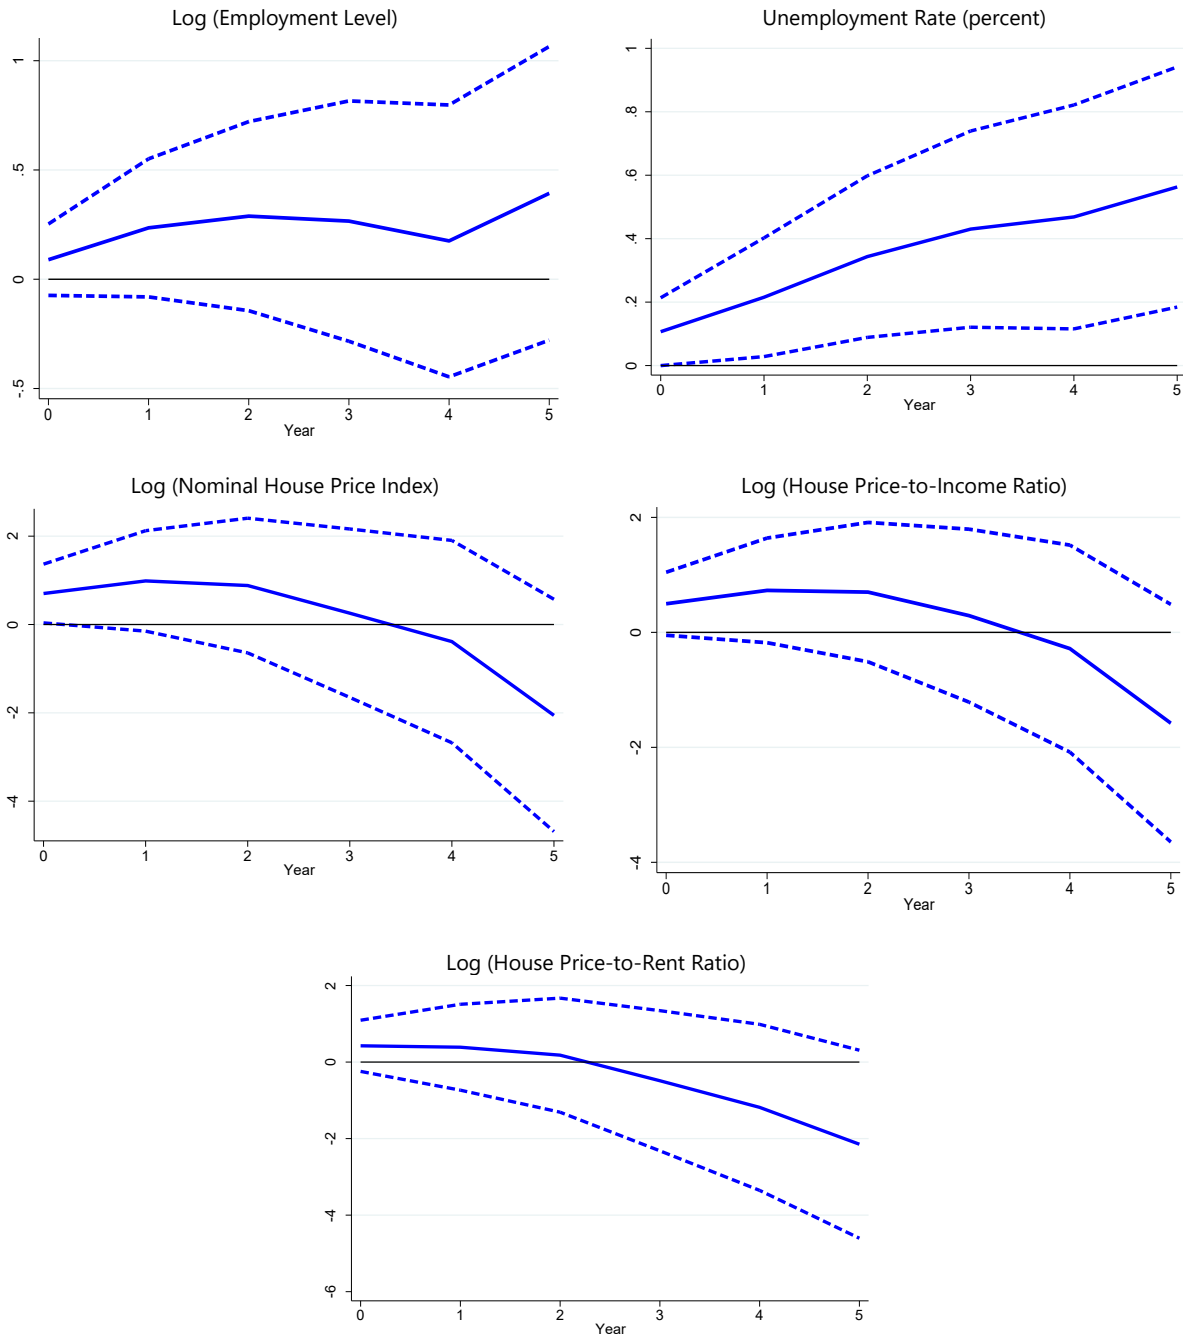 Log (Employment Level)
1
.5
0
-.5
0 1 2 3 4 5
Year
Unemployment Rate (percent)
1
.8
.6
.4
.2
0
0 1 2 3 4 5
Year
Log (Nominal House Price Index)
2
0
-2
-4
0 1 2 3 4 5
Year
Log (House Price-to-Income Ratio)
2
0
-2
-4
0 1 2 3 4 5
Year
Log (House Price-to-Rent Ratio)
2
0
-2
-4
-6
0 1 2 3 4 5
Year